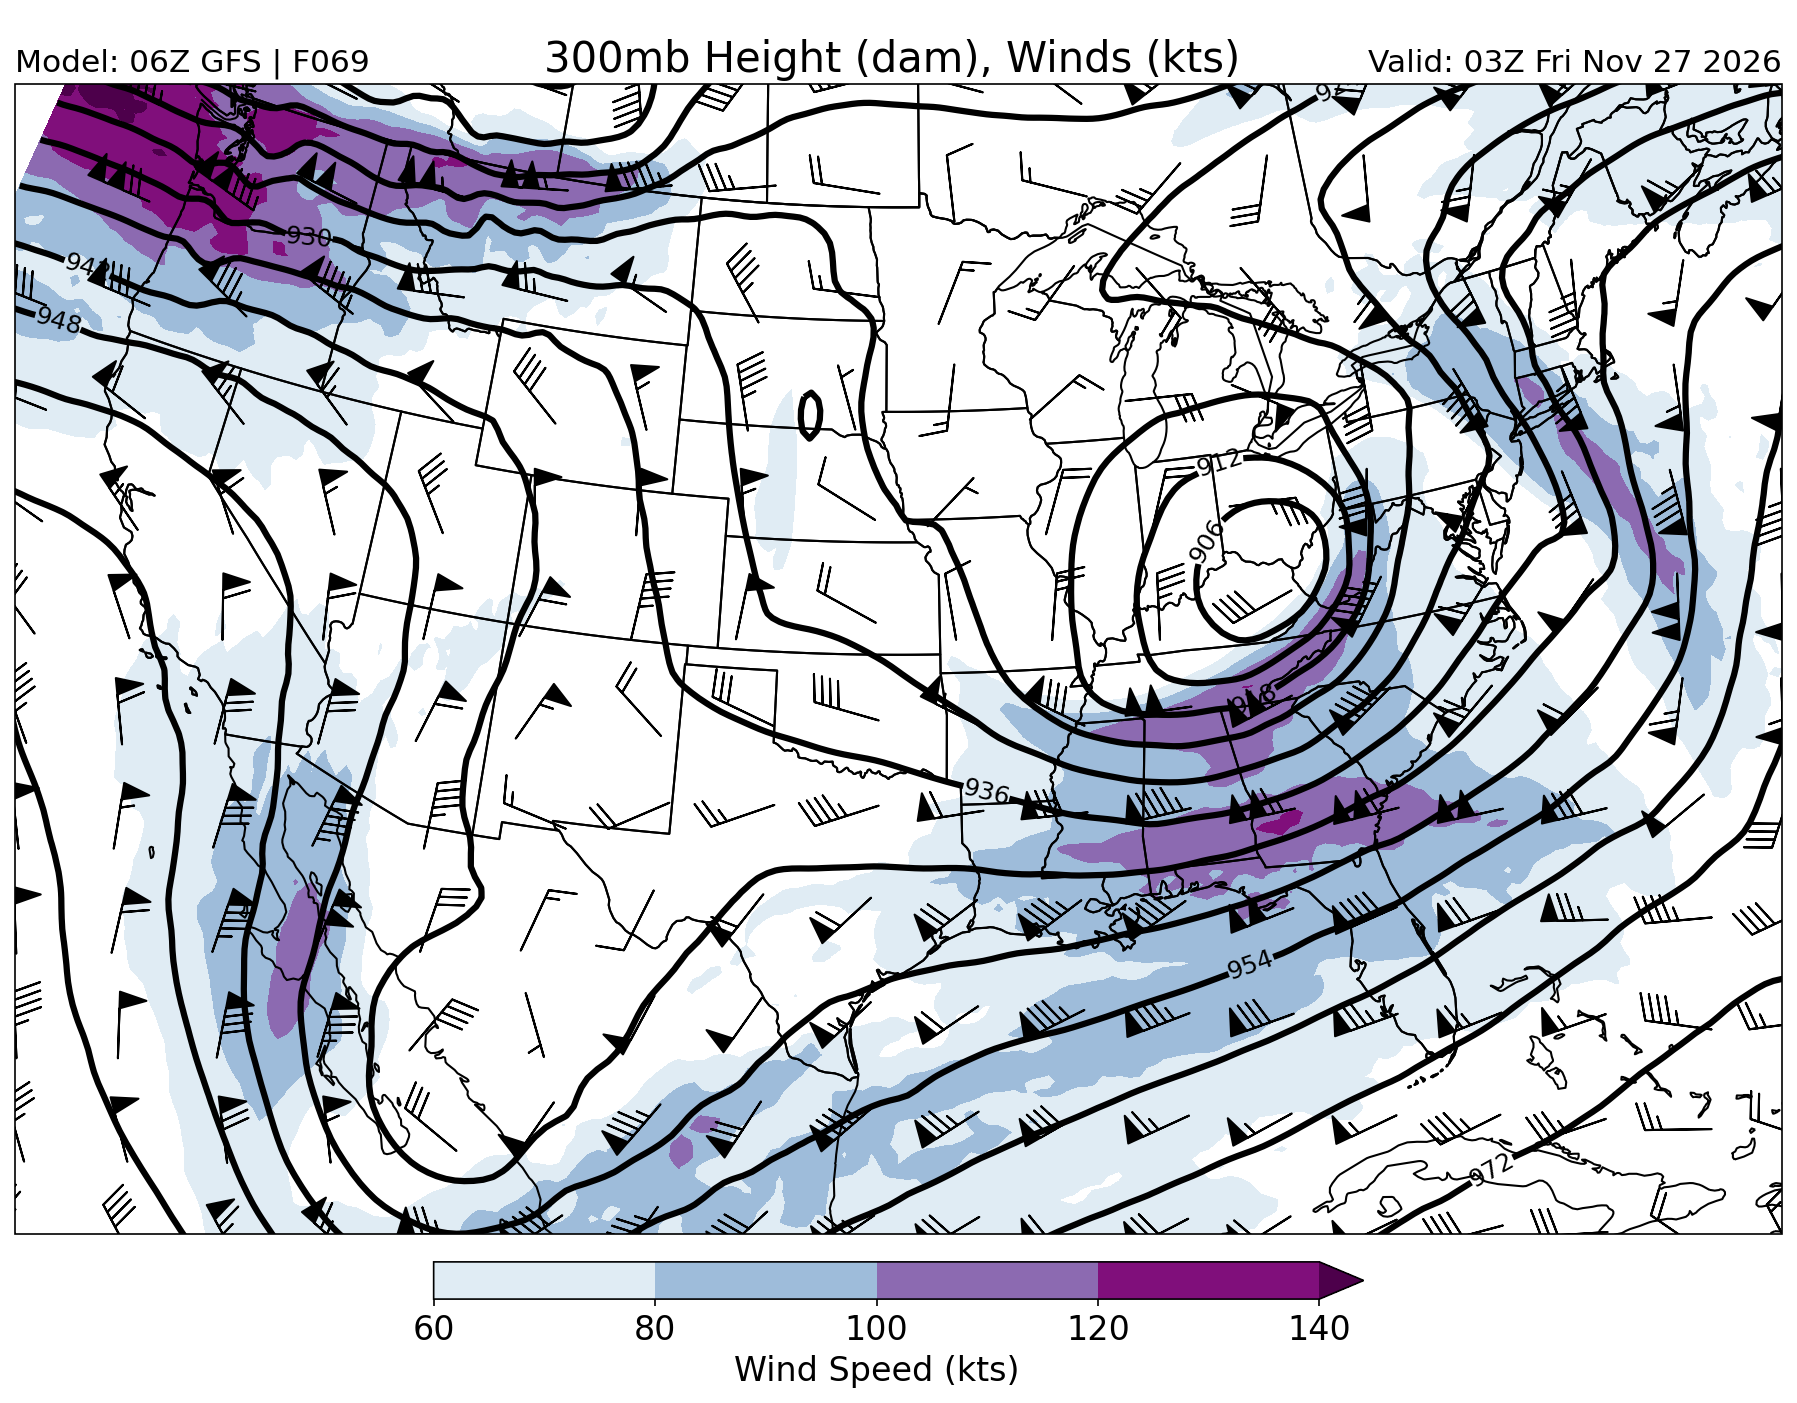 Model: 06Z GFS | F069
300mb Height (dam), Winds (kts)
Valid: 03Z Fri Nov 27 2026
930
948
912
906
936
954
972
60 80 100 120 140
Wind Speed (kts)